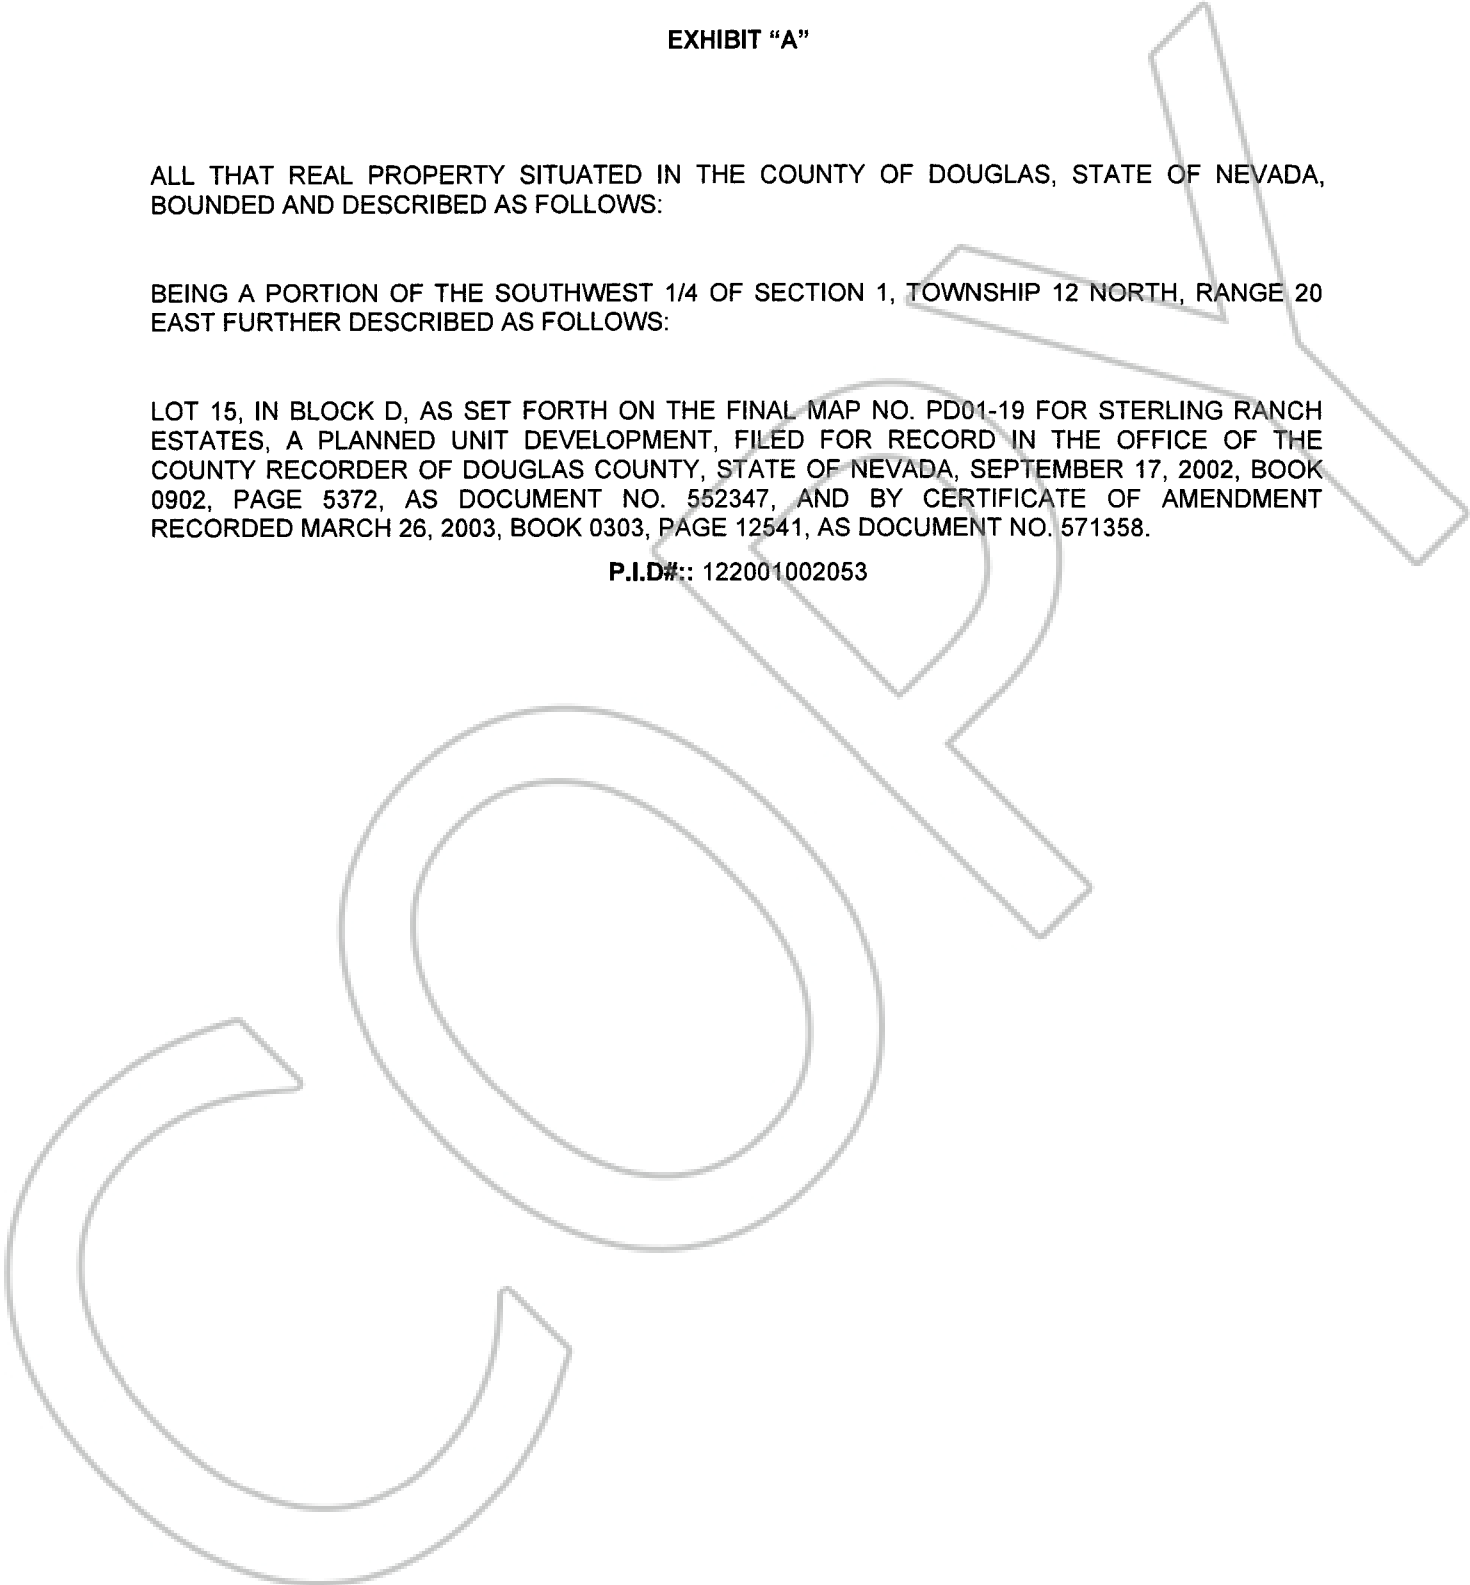 EXHIBIT “A”
ALL THAT REAL PROPERTY SITUATED IN THE COUNTY OF DOUGLAS, STATE OF NEVADA,
BOUNDED AND DESCRIBED AS FOLLOWS:
BEING A PORTION OF THE SOUTHWEST 1/4 OF SECTION 1, TOWNSHIP 12 NORTH, RANGE 20
EAST FURTHER DESCRIBED AS FOLLOWS:
LOT 15, IN BLOCK D, AS SET FORTH ON THE FINAL MAP NO. PD01-19 FOR STERLING RANCH
ESTATES, A PLANNED UNIT DEVELOPMENT, FILED FOR RECORD IN THE OFFICE OF THE
COUNTY RECORDER OF DOUGLAS COUNTY, STATE OF NEVADA, SEPTEMBER 17, 2002, BOOK
0902, PAGE 5372, AS DOCUMENT NO. 552347, AND BY CERTIFICATE OF AMENDMENT
RECORDED MARCH 26, 2003, BOOK 0303, PAGE 12541, AS DOCUMENT NO. 571358.
P.I.D#:: 122001002053
COPY